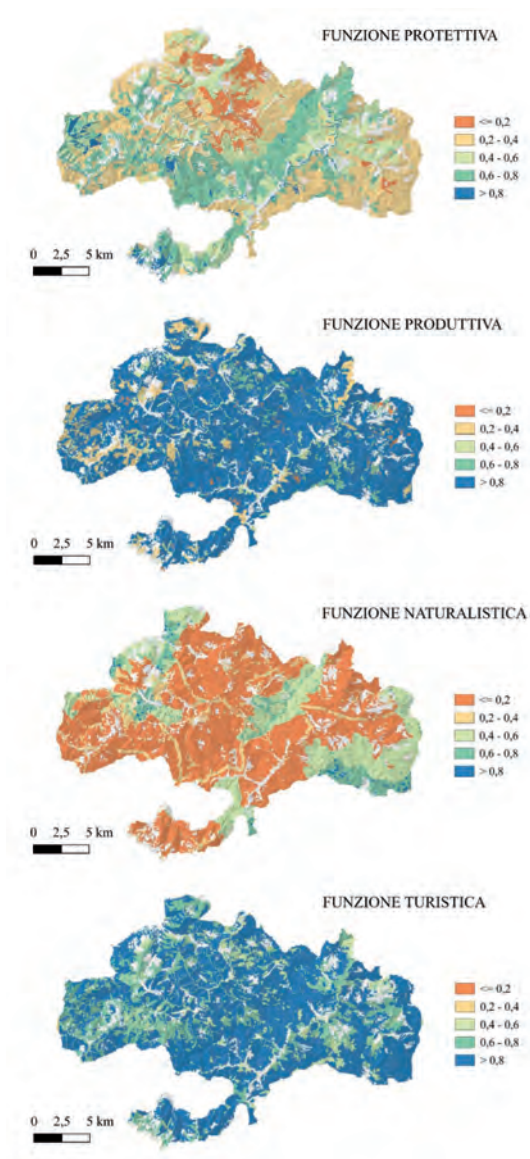 FUNZIONE PROTETTIVA
<= 0,2
0,2 - 0,4
0,4 - 0,6
0,6 - 0,8
> 0,8
0 2,5 5 km
FUNZIONE PRODUTTIVA
<= 0,2
0,2 - 0,4
0,4 - 0,6
0,6 - 0,8
> 0,8
0 2,5 5 km
FUNZIONE NATURALISTICA
<= 0,2
0,2 - 0,4
0,4 - 0,6
0,6 - 0,8
> 0,8
0 2,5 5 km
FUNZIONE TURISTICA
<= 0,2
0,2 - 0,4
0,4 - 0,6
0,6 - 0,8
> 0,8
0 2,5 5 km